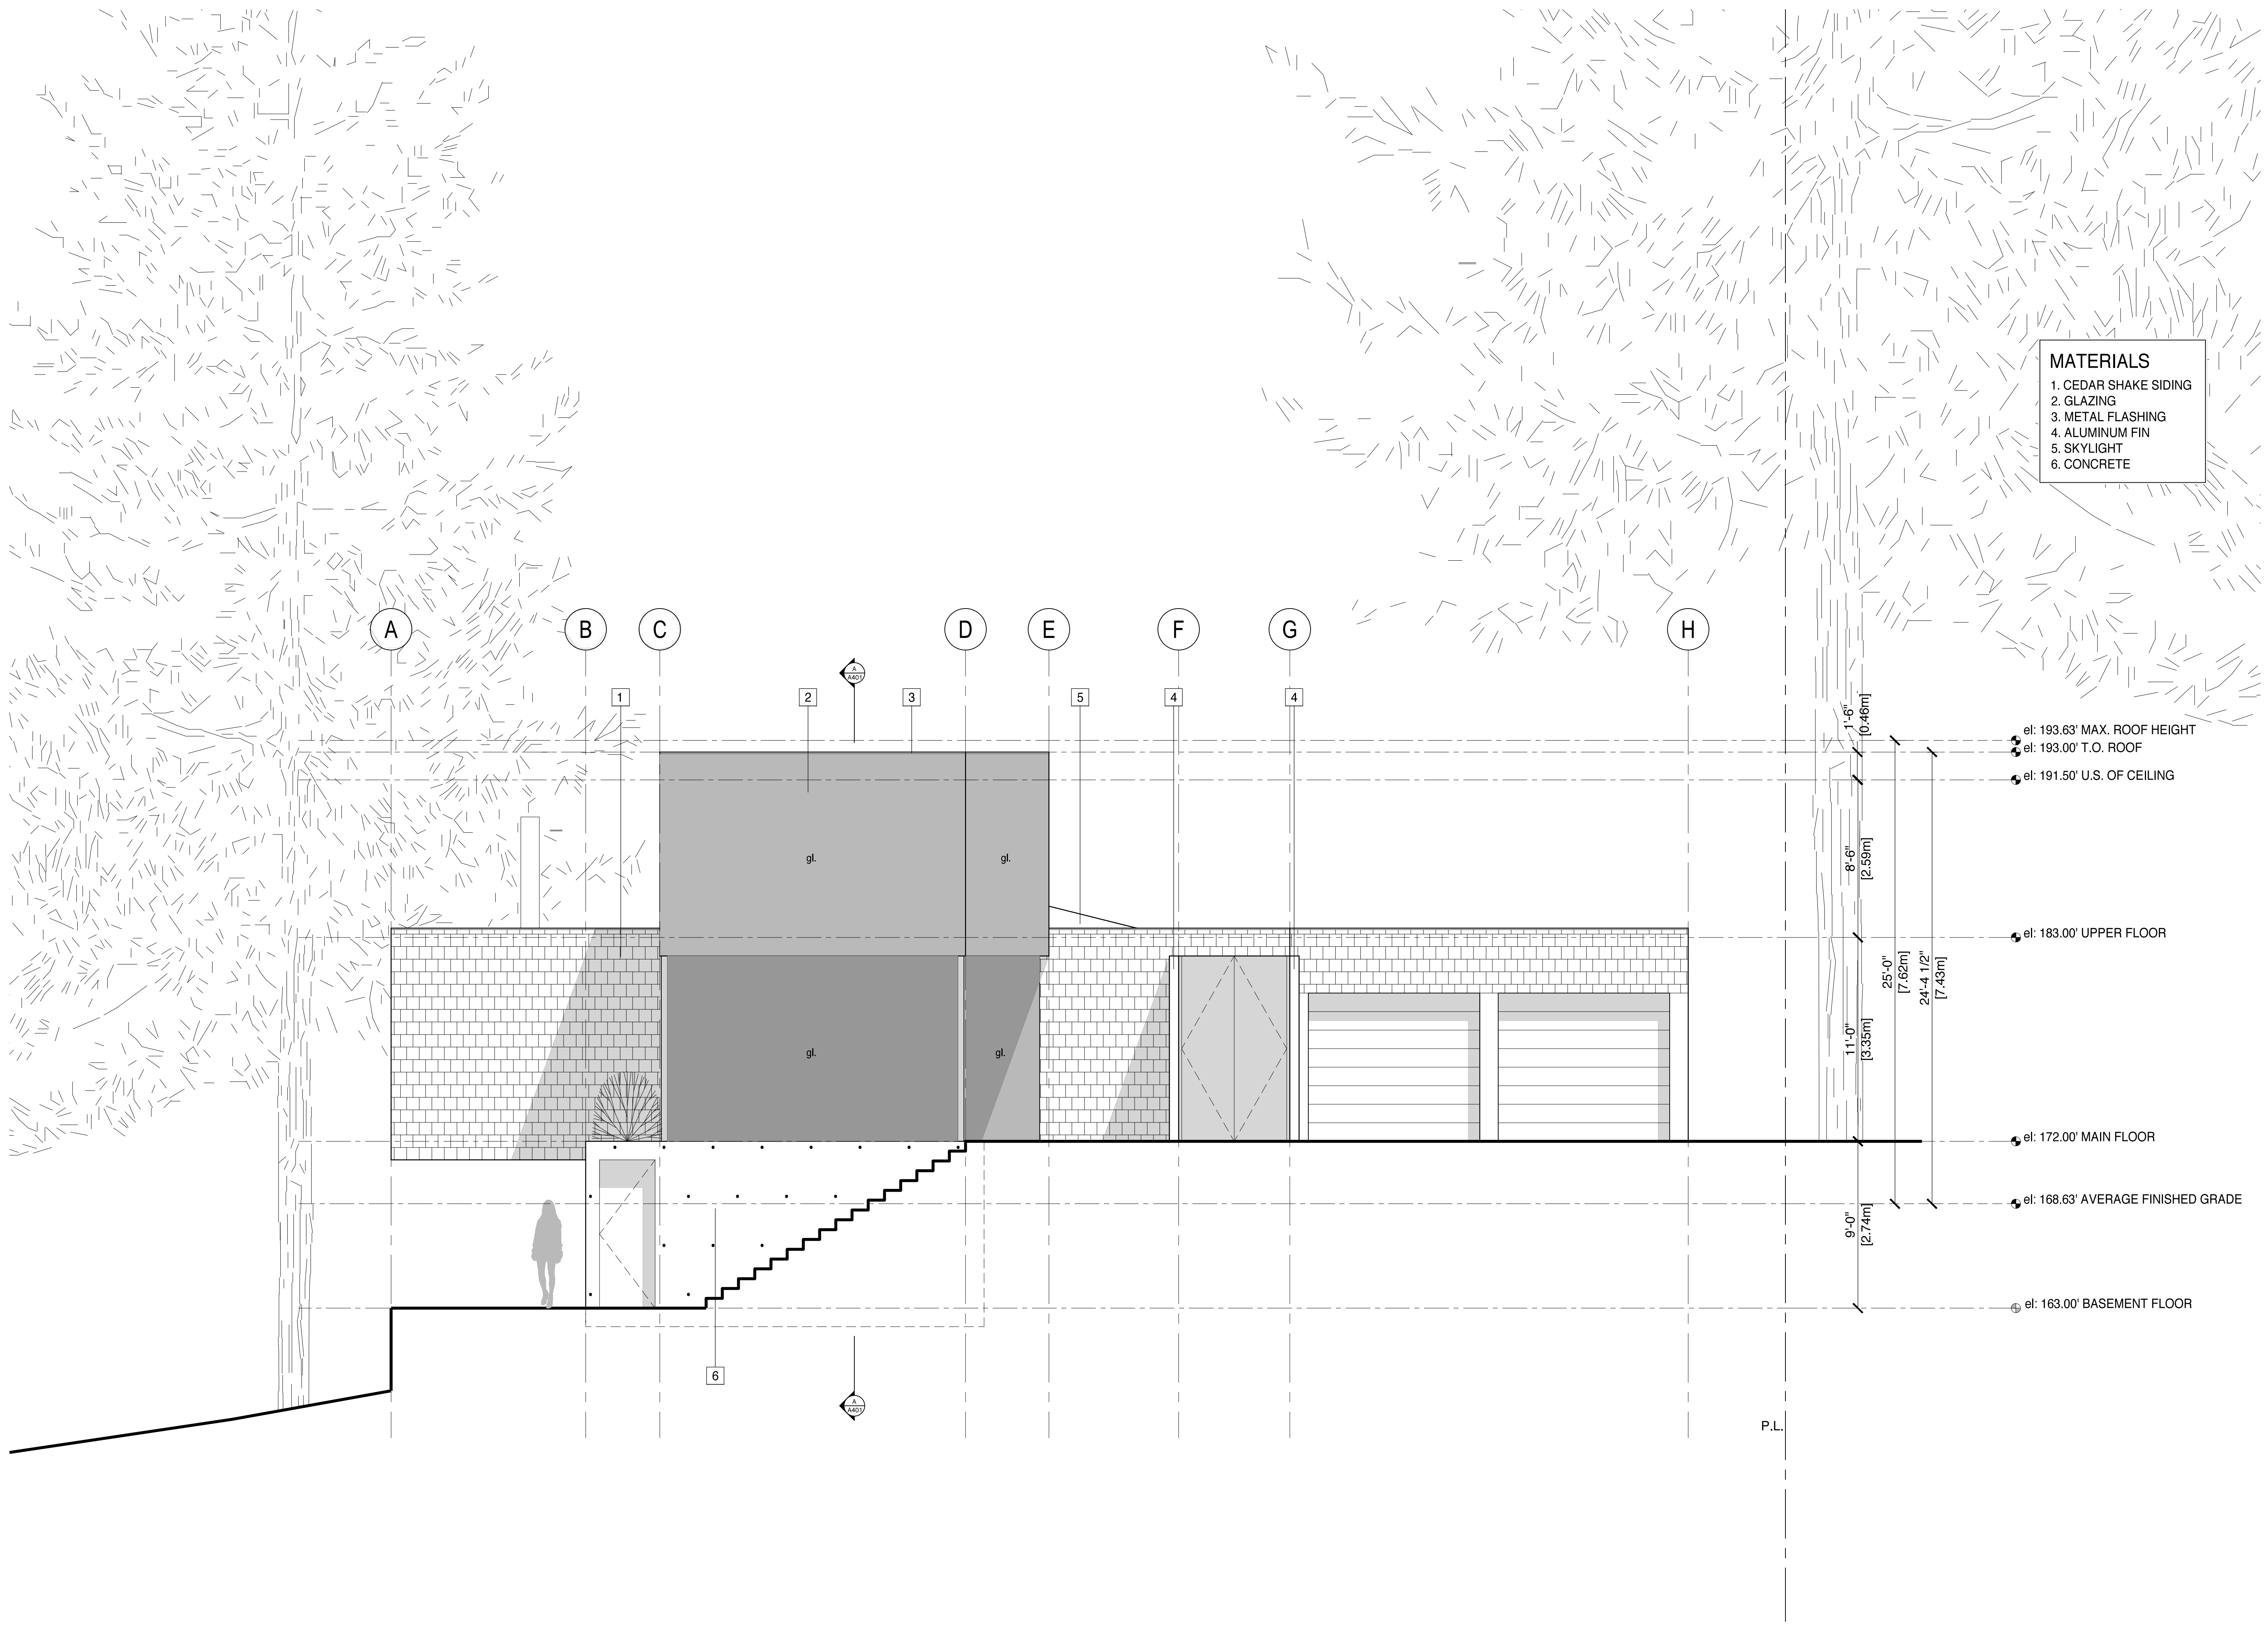 MATERIALS
1. CEDAR SHAKE SIDING
2. GLAZING
3. METAL FLASHING
4. ALUMINUM FIN
5. SKYLIGHT
6. CONCRETE
A
B
C
D
E
F
G
H
A
A401
1
2
3
5
4
4
1'-6"
[0.46m]
el: 193.63' MAX. ROOF HEIGHT
el: 193.00' T.O. ROOF
el: 191.50' U.S. OF CEILING
gl.
gl.
8'-6"
[2.59m]
el: 183.00' UPPER FLOOR
25'-0"
[7.62m]
24'-4 1/2"
[7.43m]
gl.
gl.
11'-0"
[3.35m]
el: 172.00' MAIN FLOOR
el: 168.63' AVERAGE FINISHED GRADE
9'-0"
[2.74m]
el: 163.00' BASEMENT FLOOR
6
A
A401
P.L.